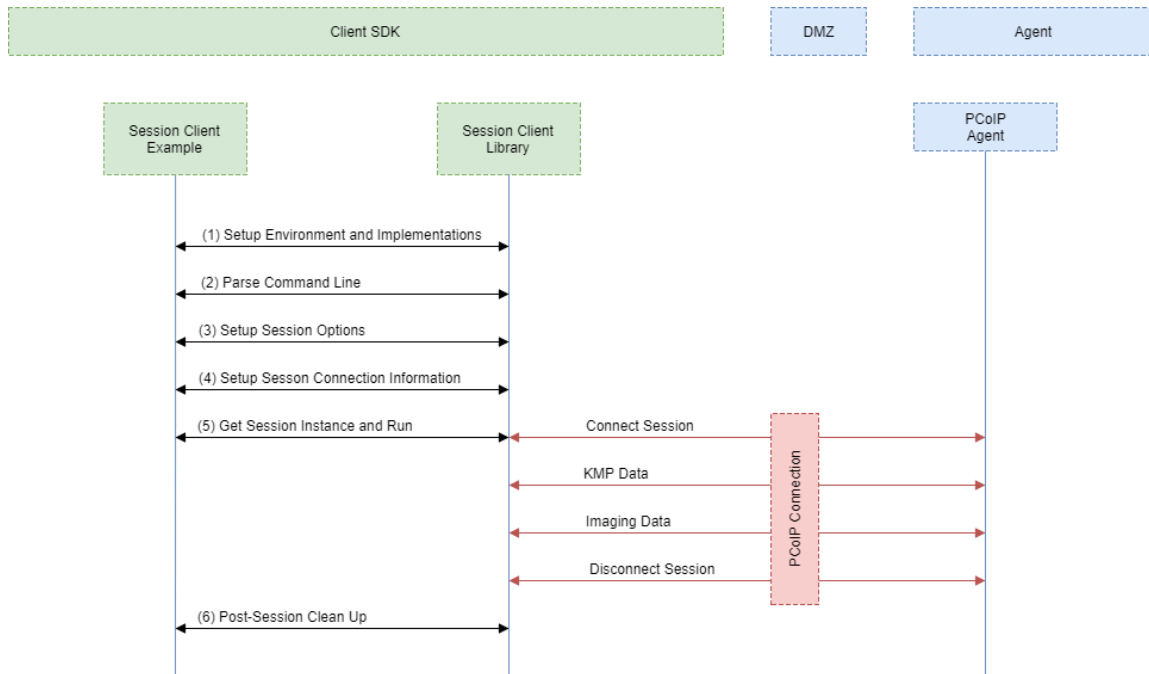 Client SDK
DMZ
Agent
Session Client
Example
Session Client
Library
PCoIP
Agent
(1) Setup Environment and Implementations
(2) Parse Command Line
(3) Setup Session Options
(4) Setup Sesson Connection Information
(5) Get Session Instance and Run
Connect Session
KMP Data
Imaging Data
Disconnect Session
PCoIP Connection
(6) Post-Session Clean Up